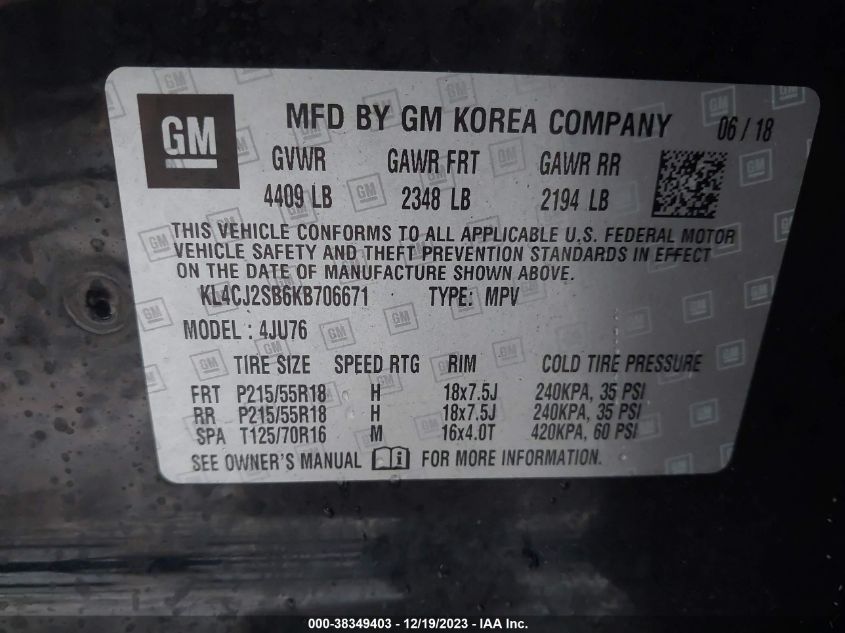 GM
MFD BY GM KOREA COMPANY 06 / 18
GVWR GAWR FRT GAWR RR
4409 LB 2348 LB 2194 LB
THIS VEHICLE CONFORMS TO ALL APPLICABLE U.S. FEDERAL MOTOR
VEHICLE SAFETY AND THEFT PREVENTION STANDARDS IN EFFECT
ON THE DATE OF MANUFACTURE SHOWN ABOVE.
KL4CJ2SB6KB706671 TYPE: MPV
MODEL : 4JU76
TIRE SIZE SPEED RTG RIM COLD TIRE PRESSURE
FRT P215/55R18 H 18x7.5J 240KPA, 35 PSI
RR P215/55R18 H 18x7.5J 240KPA, 35 PSI
SPA T125/70R16 M 16x4.0T 420KPA, 60 PSI
SEE OWNER'S MANUAL FOR MORE INFORMATION.
000-38349403 - 12/19/2023 - IAA Inc.